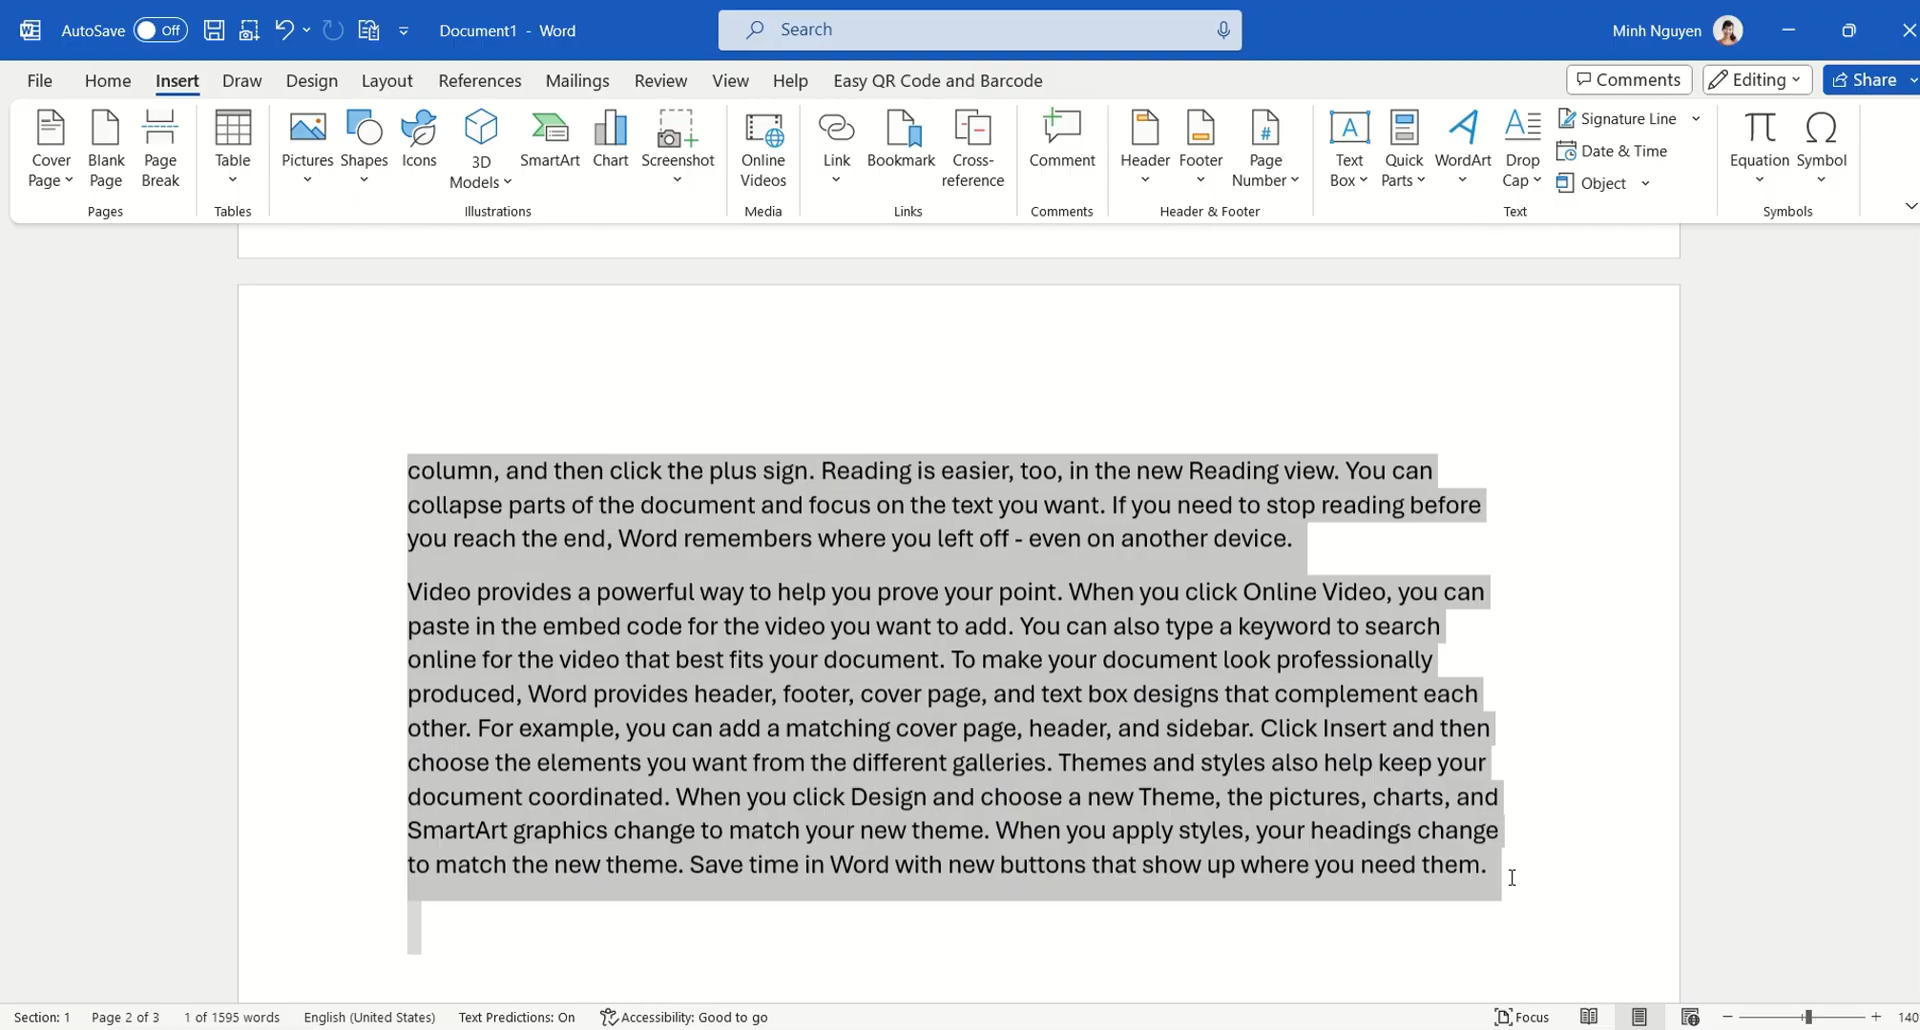 AutoSave Off Document1 - Word Search Minh Nguyen
File Home Insert Draw Design Layout References Mailings Review View Help Easy QR Code and Barcode Comments Editing Share
Cover Page Blank Page Page Break
Pages
Table
Tables
Pictures Shapes Icons 3D Models SmartArt Chart Screenshot
Illustrations
Online Videos
Media
Link Bookmark Cross-reference
Links
Comment
Comments
Header Footer Page Number
Header & Footer
Text Box Quick Parts WordArt Drop Cap
Signature Line
Date & Time
Object
Text
Equation Symbol
Symbols
column, and then click the plus sign. Reading is easier, too, in the new Reading view. You can
collapse parts of the document and focus on the text you want. If you need to stop reading before
you reach the end, Word remembers where you left off - even on another device.
Video provides a powerful way to help you prove your point. When you click Online Video, you can
paste in the embed code for the video you want to add. You can also type a keyword to search
online for the video that best fits your document. To make your document look professionally
produced, Word provides header, footer, cover page, and text box designs that complement each
other. For example, you can add a matching cover page, header, and sidebar. Click Insert and then
choose the elements you want from the different galleries. Themes and styles also help keep your
document coordinated. When you click Design and choose a new Theme, the pictures, charts, and
SmartArt graphics change to match your new theme. When you apply styles, your headings change
to match the new theme. Save time in Word with new buttons that show up where you need them.
Section: 1 Page 2 of 3 1 of 1595 words English (United States) Text Predictions: On Accessibility: Good to go Focus 140